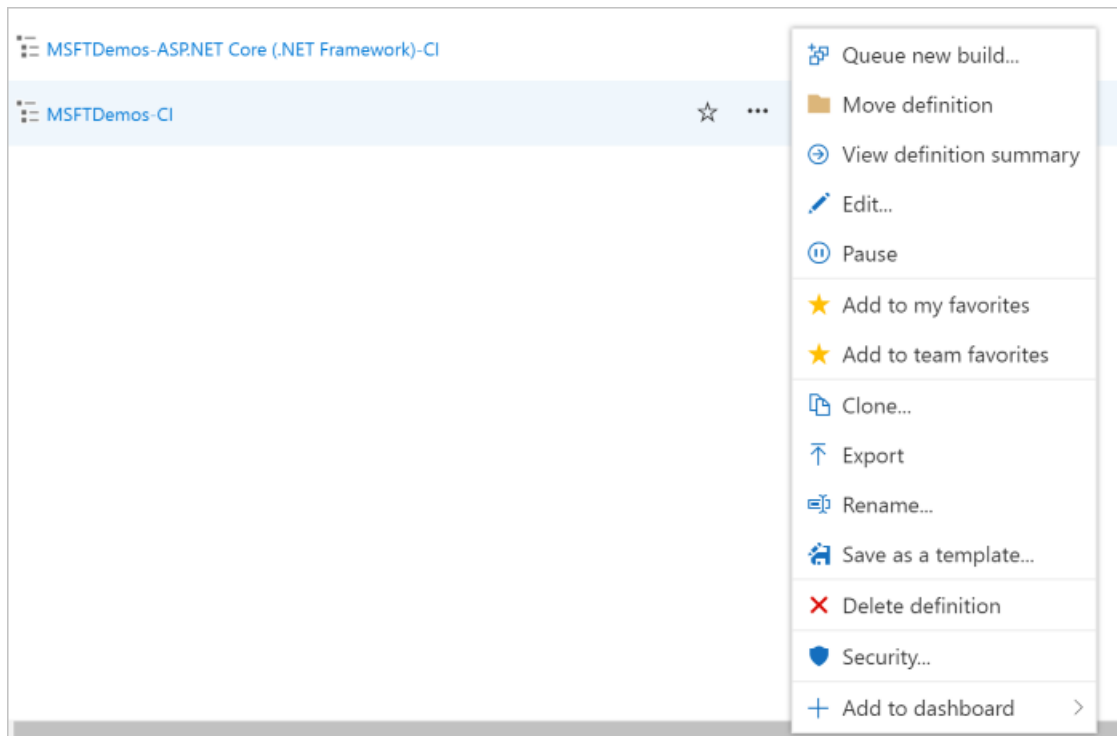 MSFTDemos-ASP.NET Core (.NET Framework)-CI
MSFTDemos-CI
Queue new build...
Move definition
View definition summary
Edit...
Pause
Add to my favorites
Add to team favorites
Clone...
Export
Rename...
Save as a template...
Delete definition
Security...
Add to dashboard